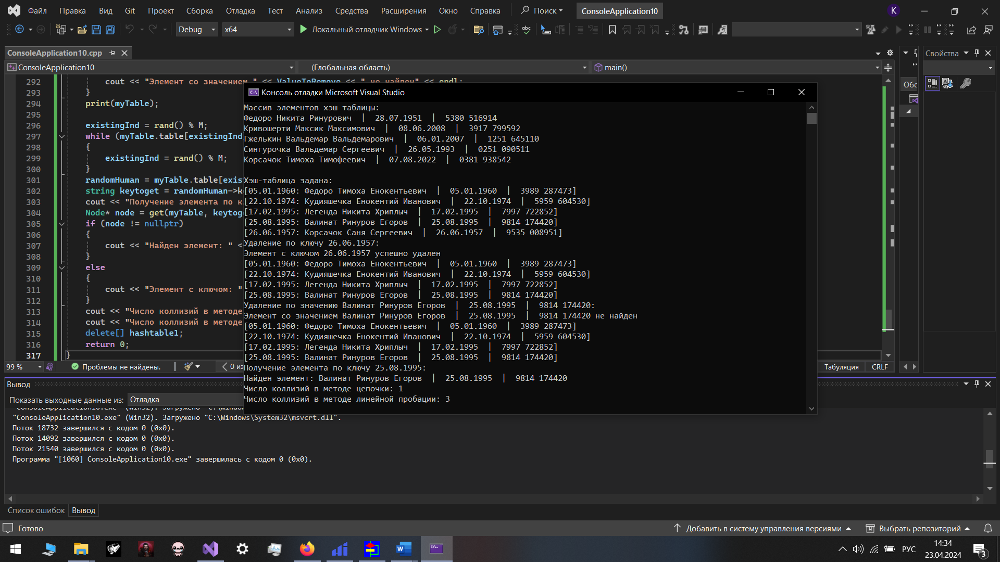 Файл Правка Вид Git Проект Сборка Отладка Тест Анализ Средства Расширения Окно Справка Поиск ConsoleApplication10 K
Debug x64 Локальный отладчик Windows abc
ConsoleApplication10.cpp
Свойства
ConsoleApplication10 (Глобальная область) main()
292 cout << "Элемент со значением " << ValueToRemove << " не найден" << endl;
293 }
294 print(myTable);
295
296 existingInd = rand() % M;
297 while (myTable.table[existingInd
298 {
299 existingInd = rand() % M;
300 }
301 randomHuman = myTable.table[exis
302 string keytoget = randomHuman->k
303 cout << "Получение элемента по к
304 Node* node = get(myTable, keytog
305 if (node != nullptr)
306 {
307 cout << "Найден элемент: " <
308 }
309 else
310 {
311 cout << "Элемент с ключом: "
312 }
313 cout << "Число коллизий в методе
314 cout << "Число коллизий в методе
315 delete[] hashtable1;
316 return 0;
317 }
Обо
Консоль отладки Microsoft Visual Studio
Массив элементов хэш таблицы:
Федоро Никита Ринурович | 28.07.1951 | 5380 516914
Кривошерти Максик Максимович | 08.06.2008 | 3917 799592
Гжелькин Вальдемар Вальдемарович | 06.01.2007 | 1251 645110
Сингурочка Вальдемар Сергеевич | 26.05.1993 | 0251 090511
Корсачок Тимоха Тимофеевич | 07.08.2022 | 0381 938542
Хэш-таблица задана:
[05.01.1960: Федоро Тимоха Енокентьевич | 05.01.1960 | 3989 287473]
[22.10.1974: Кудияшечка Енокентий Иванович | 22.10.1974 | 5959 604530]
[17.02.1995: Легенда Никита Хриплыч | 17.02.1995 | 7997 722852]
[25.08.1995: Валинат Ринуров Егоров | 25.08.1995 | 9814 174420]
[26.06.1957: Корсачок Саня Сергеевич | 26.06.1957 | 9535 008951]
Удаление по ключу 26.06.1957:
Элемент с ключом 26.06.1957 успешно удален
[05.01.1960: Федоро Тимоха Енокентьевич | 05.01.1960 | 3989 287473]
[22.10.1974: Кудияшечка Енокентий Иванович | 22.10.1974 | 5959 604530]
[17.02.1995: Легенда Никита Хриплыч | 17.02.1995 | 7997 722852]
[25.08.1995: Валинат Ринуров Егоров | 25.08.1995 | 9814 174420]
Удаление по значению Валинат Ринуров Егоров | 25.08.1995 | 9814 174420:
Элемент со значением Валинат Ринуров Егоров | 25.08.1995 | 9814 174420 не найден
[05.01.1960: Федоро Тимоха Енокентьевич | 05.01.1960 | 3989 287473]
[22.10.1974: Кудияшечка Енокентий Иванович | 22.10.1974 | 5959 604530]
[17.02.1995: Легенда Никита Хриплыч | 17.02.1995 | 7997 722852]
[25.08.1995: Валинат Ринуров Егоров | 25.08.1995 | 9814 174420]
Получение элемента по ключу 25.08.1995:
Найден элемент: Валинат Ринуров Егоров | 25.08.1995 | 9814 174420
Число коллизий в методе цепочки: 1
Число коллизий в методе линейной пробации: 3
99 % Проблемы не найдены. 0 из Табуляция CRLF
Вывод
Показать выходные данные из: Отладка
"ConsoleApplication10.exe" (Win32). Загружено "C:\Window
"ConsoleApplication10.exe" (Win32). Загружено "C:\Windows\System32\msvcrt.dll".
Поток 18732 завершился с кодом 0 (0x0).
Поток 14092 завершился с кодом 0 (0x0).
Поток 21540 завершился с кодом 0 (0x0).
Программа "[1060] ConsoleApplication10.exe" завершилась с кодом 0 (0x0).
Список ошибок Вывод
Готово Добавить в систему управления версиями Выбрать репозиторий
РУС 14:34
23.04.2024 3